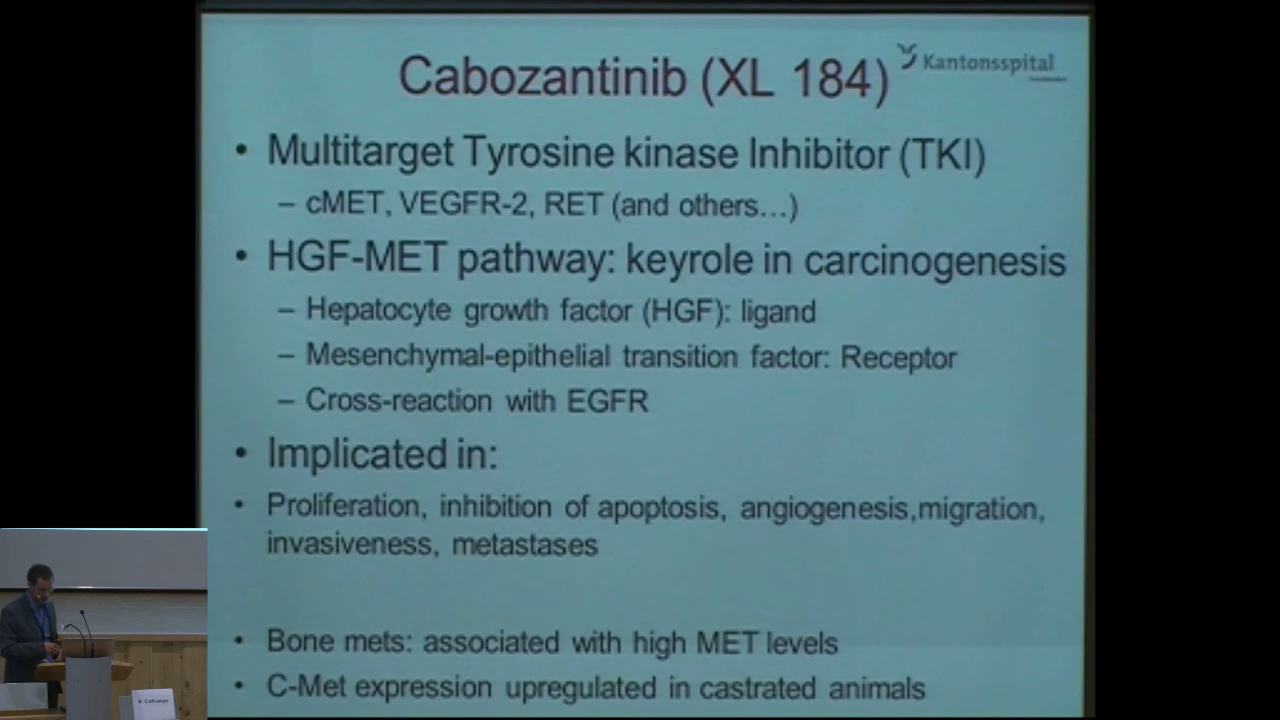 Cabozantinib (XL 184)
Kantonsspital
• Multitarget Tyrosine kinase Inhibitor (TKI)
– cMET, VEGFR-2, RET (and others...)
• HGF-MET pathway: keyrole in carcinogenesis
– Hepatocyte growth factor (HGF): ligand
– Mesenchymal-epithelial transition factor: Receptor
– Cross-reaction with EGFR
• Implicated in:
• Proliferation, inhibition of apoptosis, angiogenesis,migration,
invasiveness, metastases
• Bone mets: associated with high MET levels
• C-Met expression upregulated in castrated animals